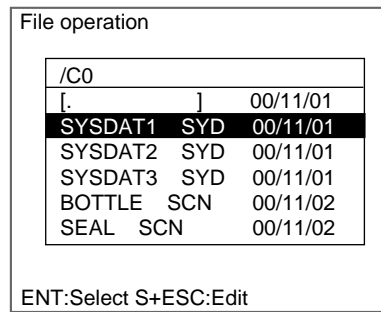 File operation
/C0
[. ] 00/11/01
SYSDAT1 SYD 00/11/01
SYSDAT2 SYD 00/11/01
SYSDAT3 SYD 00/11/01
BOTTLE SCN 00/11/02
SEAL SCN 00/11/02
ENT:Select S+ESC:Edit